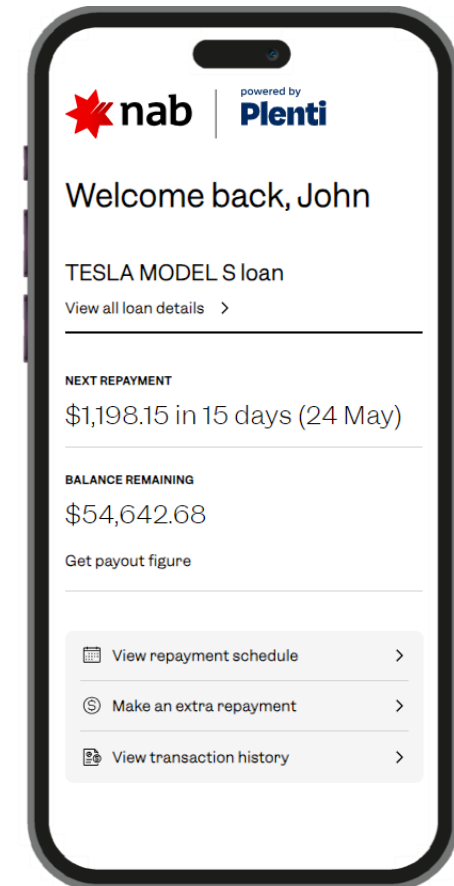 nab
powered by
Plenti
Welcome back, John
TESLA MODEL S loan
View all loan details
NEXT REPAYMENT
$1,198.15 in 15 days (24 May)
BALANCE REMAINING
$54,642.68
Get payout figure
View repayment schedule
Make an extra repayment
View transaction history